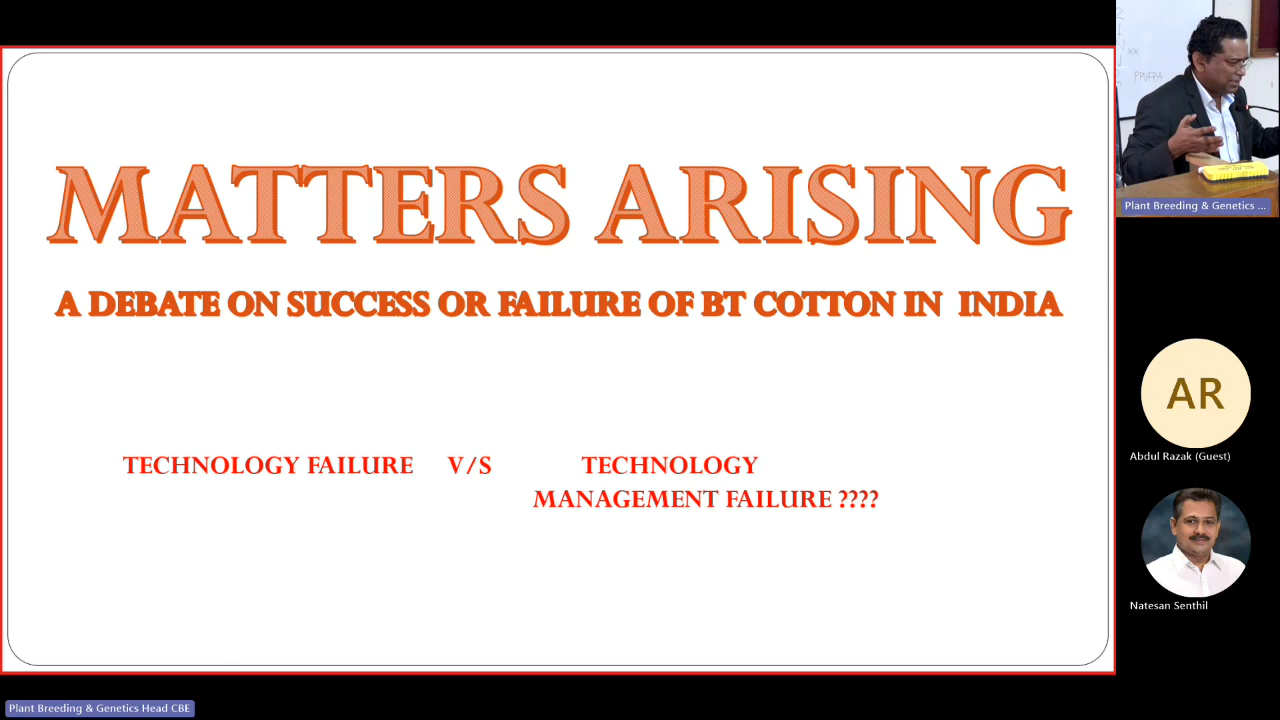 MATTERS ARISING
A DEBATE ON SUCCESS OR FAILURE OF BT COTTON IN INDIA
TECHNOLOGY FAILURE V/S TECHNOLOGY
MANAGEMENT FAILURE ????
PPVFRA
Plant Breeding & Genetics ...
AR
Abdul Razak (Guest)
Natesan Senthil
Plant Breeding & Genetics Head CBE